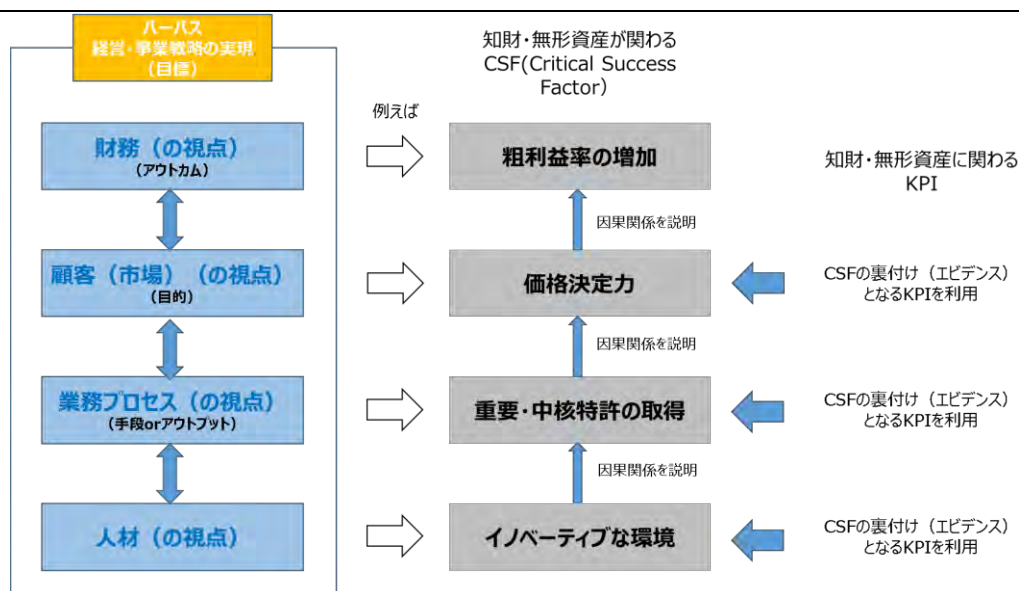 パーパス
経営・事業戦略の実現
(目標)
知財・無形資産が関わる
CSF(Critical Success
Factor)
例えば
財務(の視点)
(アウトカム)
粗利益率の増加
知財・無形資産に関わる
KPI
因果関係を説明
顧客(市場)(の視点)
(目的)
価格決定力
CSFの裏付け(エビデンス)
となるKPIを利用
因果関係を説明
業務プロセス(の視点)
(手段orアウトプット)
重要・中核特許の取得
CSFの裏付け(エビデンス)
となるKPIを利用
因果関係を説明
人材(の視点)
イノベーティブな環境
CSFの裏付け(エビデンス)
となるKPIを利用